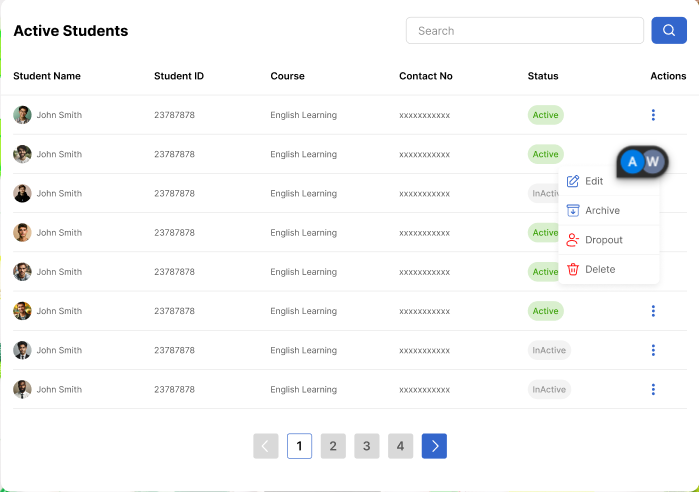 Active Students
Search
Student Name Student ID Course Contact No Status Actions
John Smith 23787878 English Learning xxxxxxxxxxx Active
John Smith 23787878 English Learning xxxxxxxxxxx Active
A W
John Smith 23787878 English Learning xxxxxxxxxxx
Edit
Archive
John Smith 23787878 English Learning xxxxxxxxxxx Active
Dropout
John Smith 23787878 English Learning xxxxxxxxxxx Active
Delete
John Smith 23787878 English Learning xxxxxxxxxxx Active
John Smith 23787878 English Learning xxxxxxxxxxx InActive
John Smith 23787878 English Learning xxxxxxxxxxx InActive
1 2 3 4